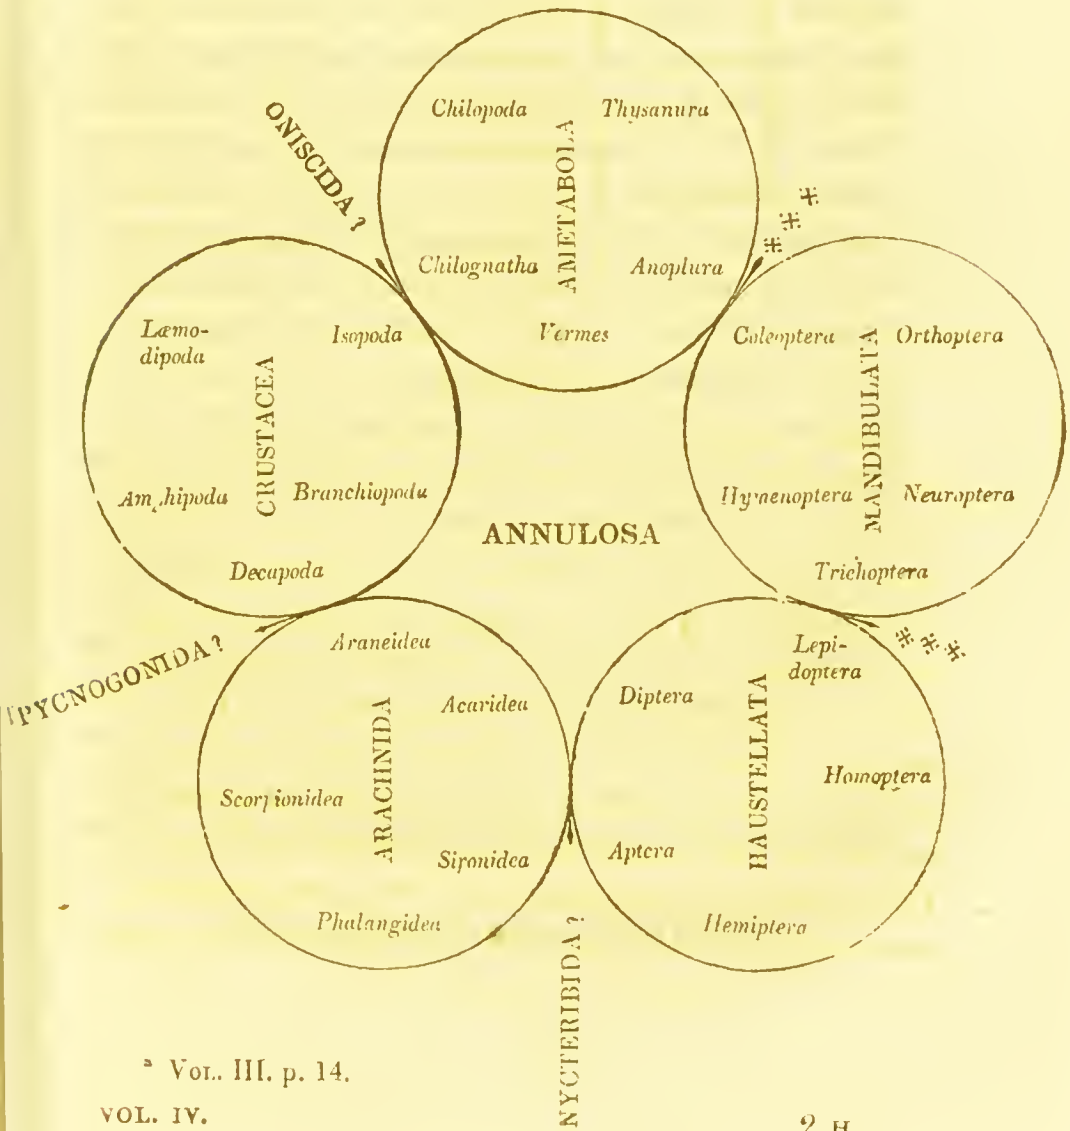 Chilopoda
Thysanura
AMETABOLA
Chilognatha
Anoplura
Vermes
ONISCIDA?
⁂
Læmo-
dipoda
Isopoda
CRUSTACEA
Amphipoda
Branchiopoda
Decapoda
Coleoptera
Orthoptera
MANDIBULATA
Hymenoptera
Neuroptera
Trichoptera
ANNULOSA
PYCNOGONIDA?
Araneidea
Acaridea
ARACHNIDA
Scorpionidea
Sironidea
Phalangidea
⁂
Lepi-
doptera
Diptera
HAUSTELLATA
Homoptera
Aptera
Hemiptera
NYCTERIBIDA?
ᵃ VOL. III. p. 14.
VOL. IV.
2 H